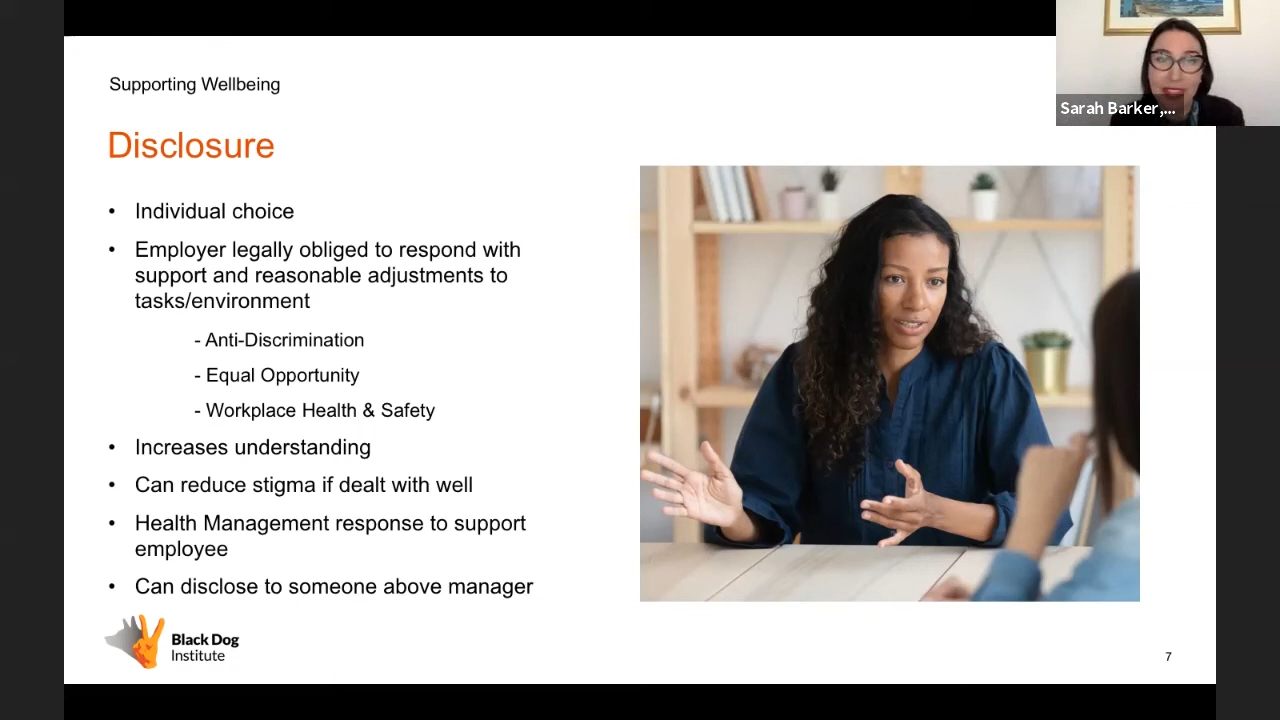 Supporting Wellbeing
Sarah Barker,...
Disclosure
• Individual choice
• Employer legally obliged to respond with
support and reasonable adjustments to
tasks/environment
- Anti-Discrimination
- Equal Opportunity
- Workplace Health & Safety
• Increases understanding
• Can reduce stigma if dealt with well
• Health Management response to support
employee
• Can disclose to someone above manager
Black Dog
Institute
7